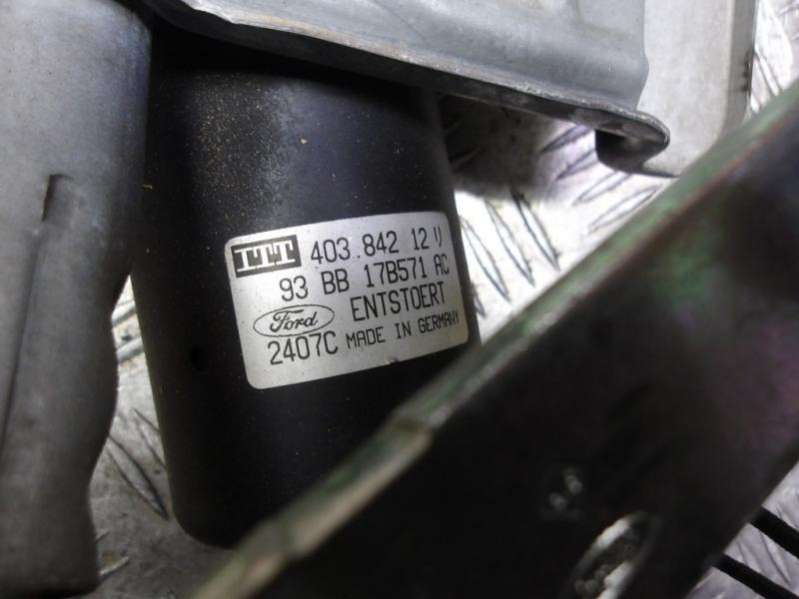 ITT 403.842 12V
93 BB 17B571 AC
Ford ENTSTOERT
2407C MADE IN GERMANY